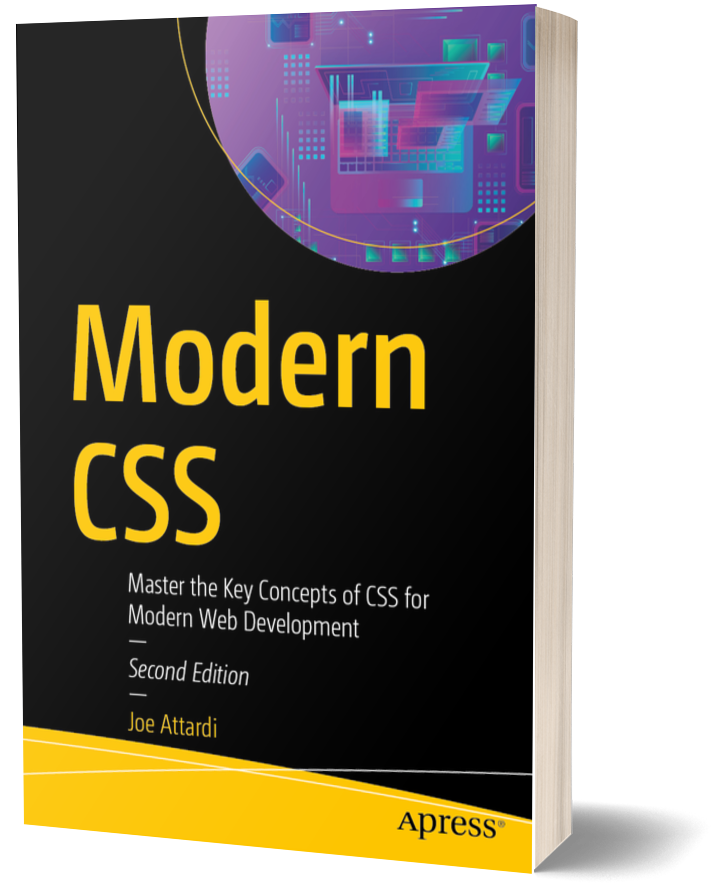 Modern
CSS
Master the Key Concepts of CSS for
Modern Web Development
—
Second Edition
—
Joe Attardi
Apress®